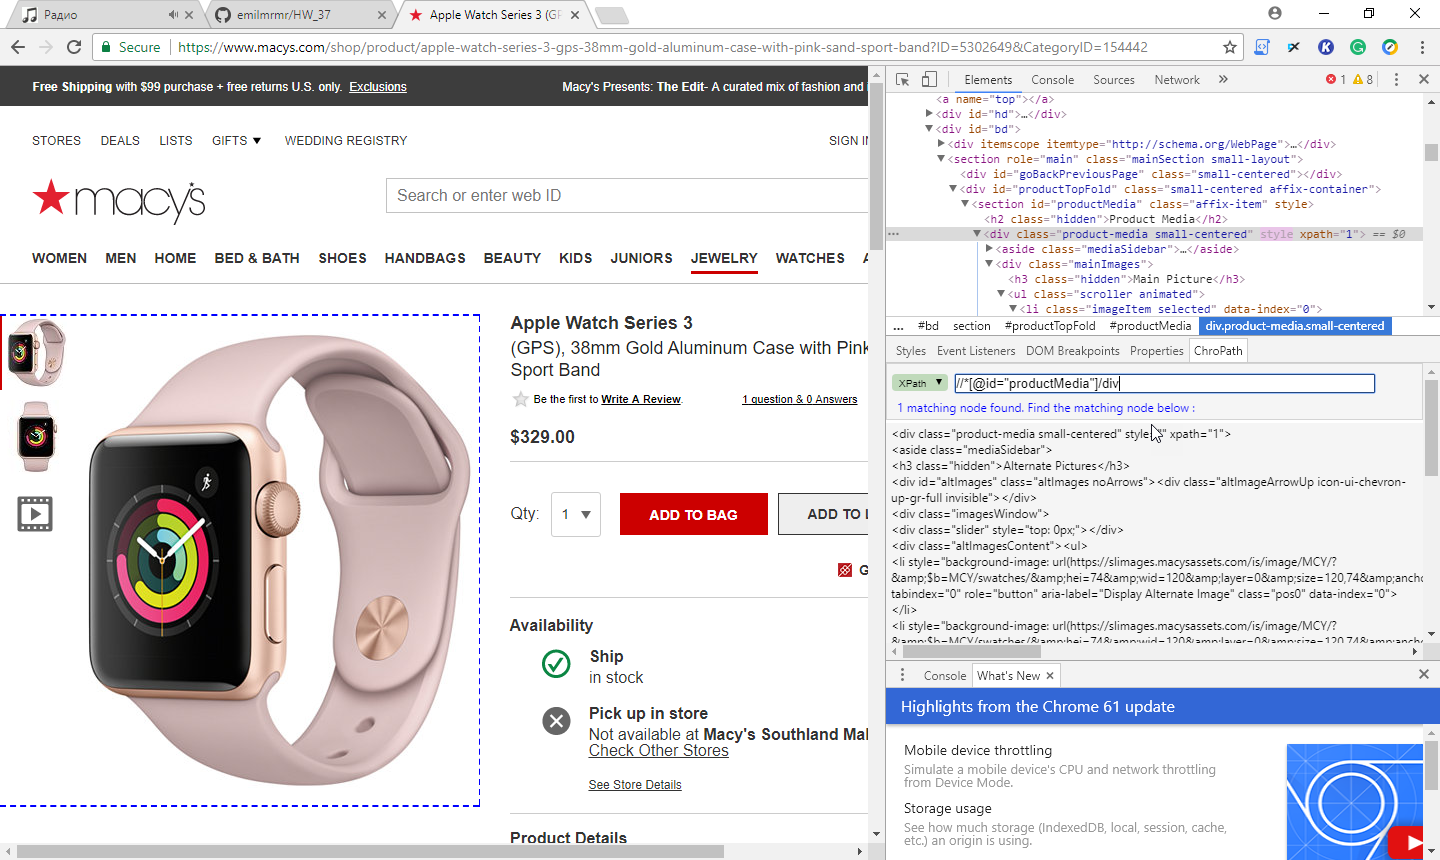 Радио
emilmrmr/HW_37
Apple Watch Series 3 (GP
Secure
https://www.macys.com/shop/product/apple-watch-series-3-gps-38mm-gold-aluminum-case-with-pink-sand-sport-band?ID=5302649&CategoryID=154442
Free Shipping with $99 purchase + free returns U.S. only. Exclusions
Macy's Presents: The Edit- A curated mix of fashion and
STORES DEALS LISTS GIFTS WEDDING REGISTRY
SIGN IN
macy's
Search or enter web ID
WOMEN MEN HOME BED & BATH SHOES HANDBAGS BEAUTY KIDS JUNIORS JEWELRY WATCHES
Apple Watch Series 3
(GPS), 38mm Gold Aluminum Case with Pink
Sport Band
Be the first to Write A Review.
1 question & 0 Answers
$329.00
Qty: 1
ADD TO BAG
ADD TO L
G
Availability
Ship
in stock
Pick up in store
Not available at Macy's Southland Mal
Check Other Stores
See Store Details
Product Details
Elements Console Sources Network » 1 8
<a name="top"></a>
<div id="hd">…</div>
<div id="bd">
<div itemscope itemtype="http://schema.org/WebPage">…</div>
<section role="main" class="mainSection small-layout">
<div id="goBackPreviousPage" class="small-centered"></div>
<div id="productTopFold" class="small-centered affix-container">
<section id="productMedia" class="affix-item" style>
<h2 class="hidden">Product Media</h2>
<div class="product-media small-centered" style xpath="1"> == $0
<aside class="mediaSidebar">…</aside>
<div class="mainImages">
<h3 class="hidden">Main Picture</h3>
<ul class="scroller animated">
<li class="imageItem selected" data-index="0">
... #bd section #productTopFold #productMedia div.product-media.small-centered
Styles Event Listeners DOM Breakpoints Properties ChroPath
XPath ▼ //*[@id="productMedia"]/div
1 matching node found. Find the matching node below :
<div class="product-media small-centered" style="" xpath="1">
<aside class="mediaSidebar">
<h3 class="hidden">Alternate Pictures</h3>
<div id="altImages" class="altImages noArrows"><div class="altImageArrowUp icon-ui-chevron-
up-gr-full invisible"></div>
<div class="imagesWindow">
<div class="slider" style="top: 0px;"></div>
<div class="altImagesContent"><ul>
<li style="background-image: url(https://slimages.macysassets.com/is/image/MCY/?
&amp;$b=MCY/swatches/&amp;hei=74&amp;wid=120&amp;layer=0&amp;size=120,74&amp;ancho
tabindex="0" role="button" aria-label="Display Alternate Image" class="pos0" data-index="0">
</li>
<li style="background-image: url(https://slimages.macysassets.com/is/image/MCY/?
&amp;$b=MCY/swatches/&amp;hei=74&amp;wid=120&amp;layer=0&amp;size=120,74&amp;ancho
Console What's New
Highlights from the Chrome 61 update
Mobile device throttling
Simulate a mobile device's CPU and network throttling
from Device Mode.
Storage usage
See how much storage (IndexedDB, local, session, cache,
etc.) an origin is using.